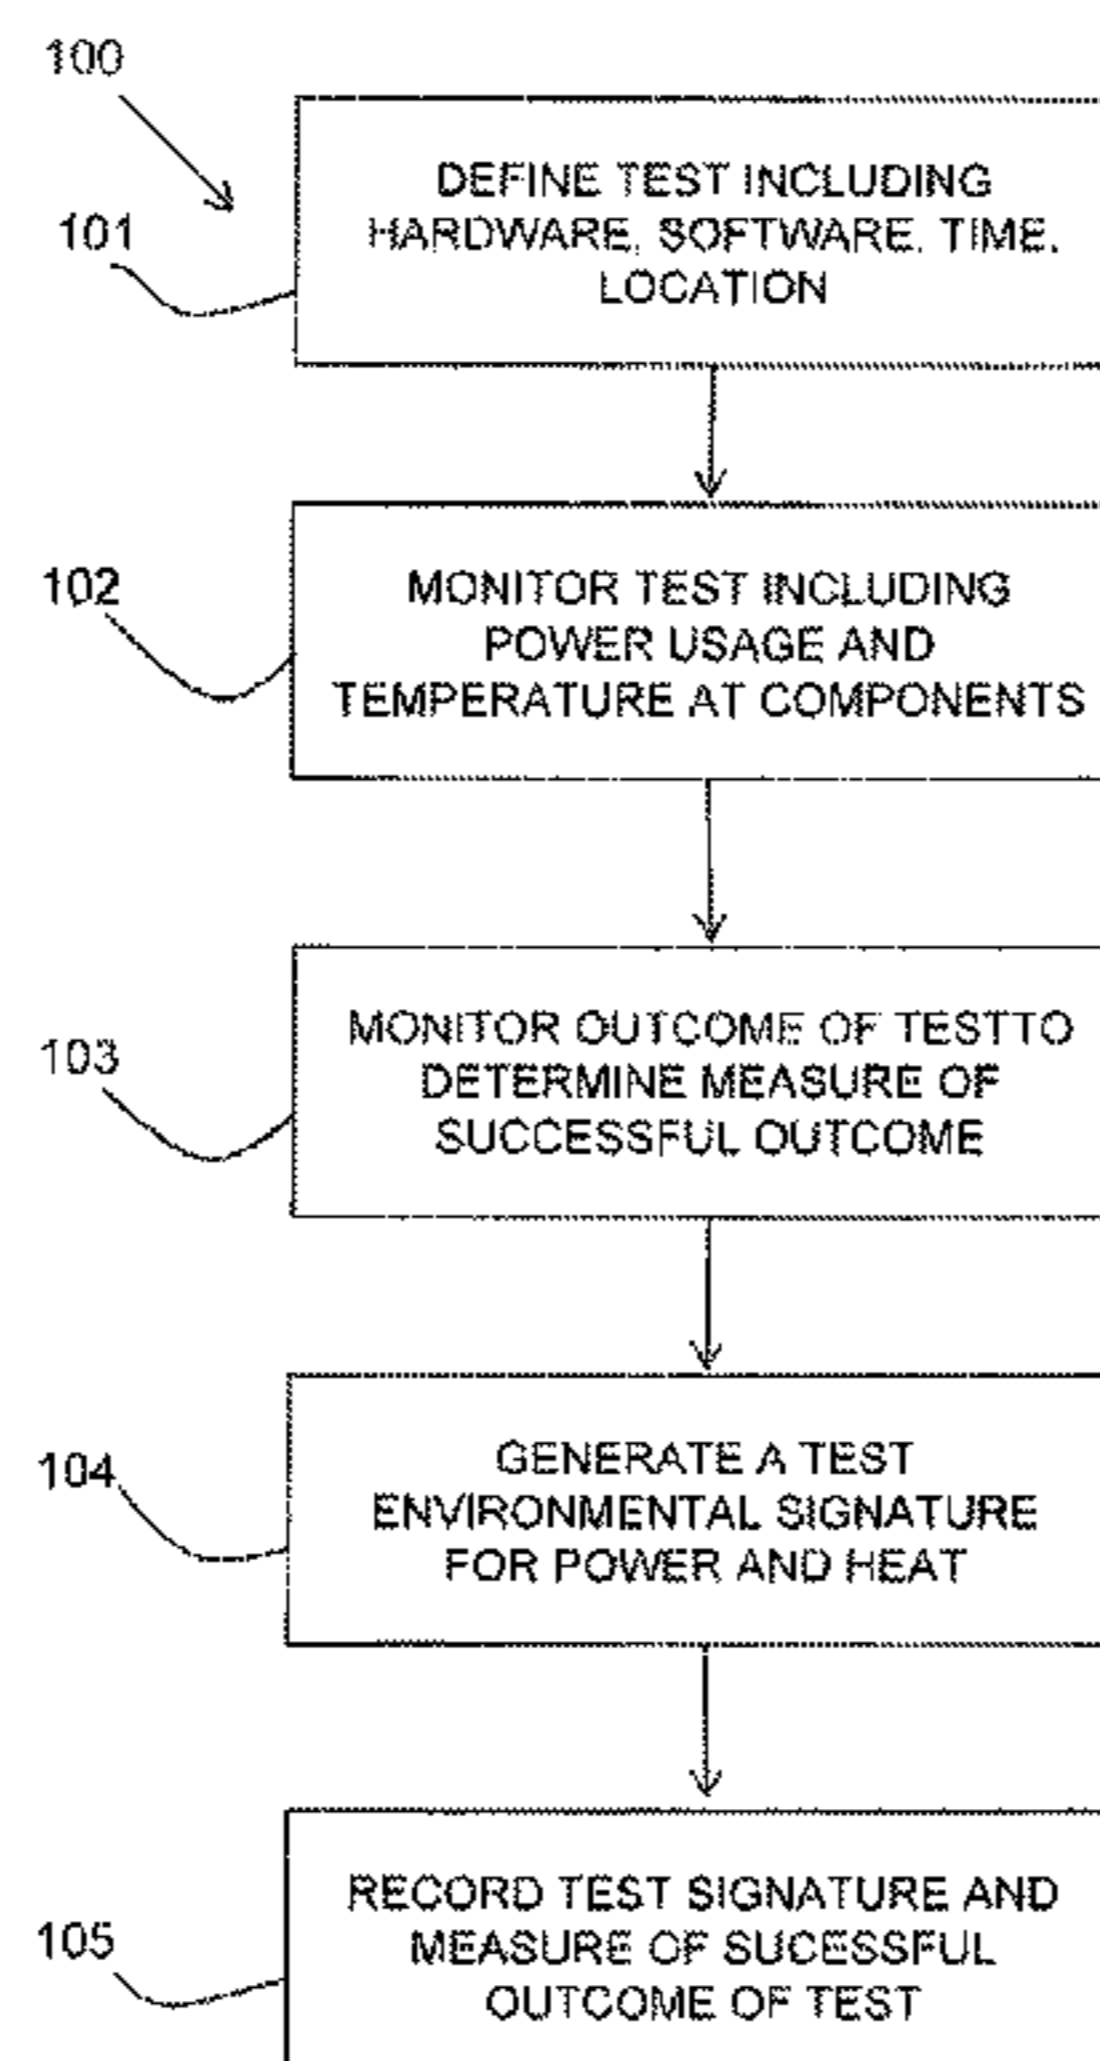 100
101
DEFINE TEST INCLUDING
HARDWARE, SOFTWARE, TIME,
LOCATION
102
MONITOR TEST INCLUDING
POWER USAGE AND
TEMPERATURE AT COMPONENTS
103
MONITOR OUTCOME OF TESTTO
DETERMINE MEASURE OF
SUCCESSFUL OUTCOME
104
GENERATE A TEST
ENVIRONMENTAL SIGNATURE
FOR POWER AND HEAT
105
RECORD TEST SIGNATURE AND
MEASURE OF SUCESSFUL
OUTCOME OF TEST